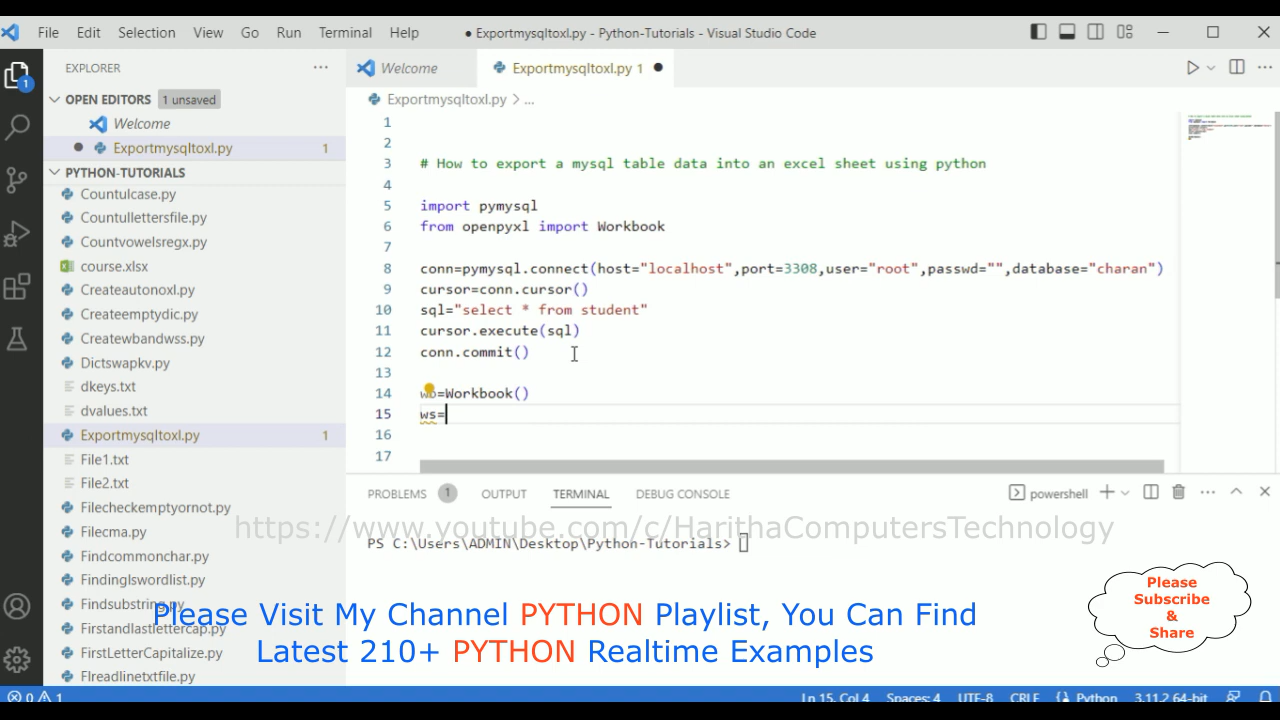 File Edit Selection View Go Run Terminal Help
● Exportmysqltoxl.py - Python-Tutorials - Visual Studio Code
EXPLORER ···
1
OPEN EDITORS 1 unsaved
Welcome
Exportmysqltoxl.py 1
PYTHON-TUTORIALS
Countulcase.py
Countullettersfile.py
Countvowelsregx.py
course.xlsx
Createautonoxl.py
Createemptydic.py
Createwbandwss.py
Dictswapkv.py
dkeys.txt
dvalues.txt
Exportmysqltoxl.py 1
File1.txt
File2.txt
Filecheckemptyornot.py
Filecma.py
Findcommonchar.py
Findinglswordlist.py
Findsubstring.py
Firstandlastlettercap.py
FirstLetterCapitalize.py
Flreadlinetxtfile.py
Welcome Exportmysqltoxl.py 1 ●
Exportmysqltoxl.py > ...
1
2
3 # How to export a mysql table data into an excel sheet using python
4
5 import pymysql
6 from openpyxl import Workbook
7
8 conn=pymysql.connect(host="localhost",port=3308,user="root",passwd="",database="charan")
9 cursor=conn.cursor()
10 sql="select * from student"
11 cursor.execute(sql)
12 conn.commit()
13
14 wb=Workbook()
15 ws=
16
17
PROBLEMS 1 OUTPUT TERMINAL DEBUG CONSOLE powershell
https://www.youtube.com/c/HarithaComputersTechnology
PS C:\Users\ADMIN\Desktop\Python-Tutorials>
Please Visit My Channel PYTHON Playlist, You Can Find
Latest 210+ PYTHON Realtime Examples
Please
Subscribe
&
Share
0 1 Ln 15, Col 4 Spaces: 4 UTF-8 CRLF Python 3.11.2 64-bit